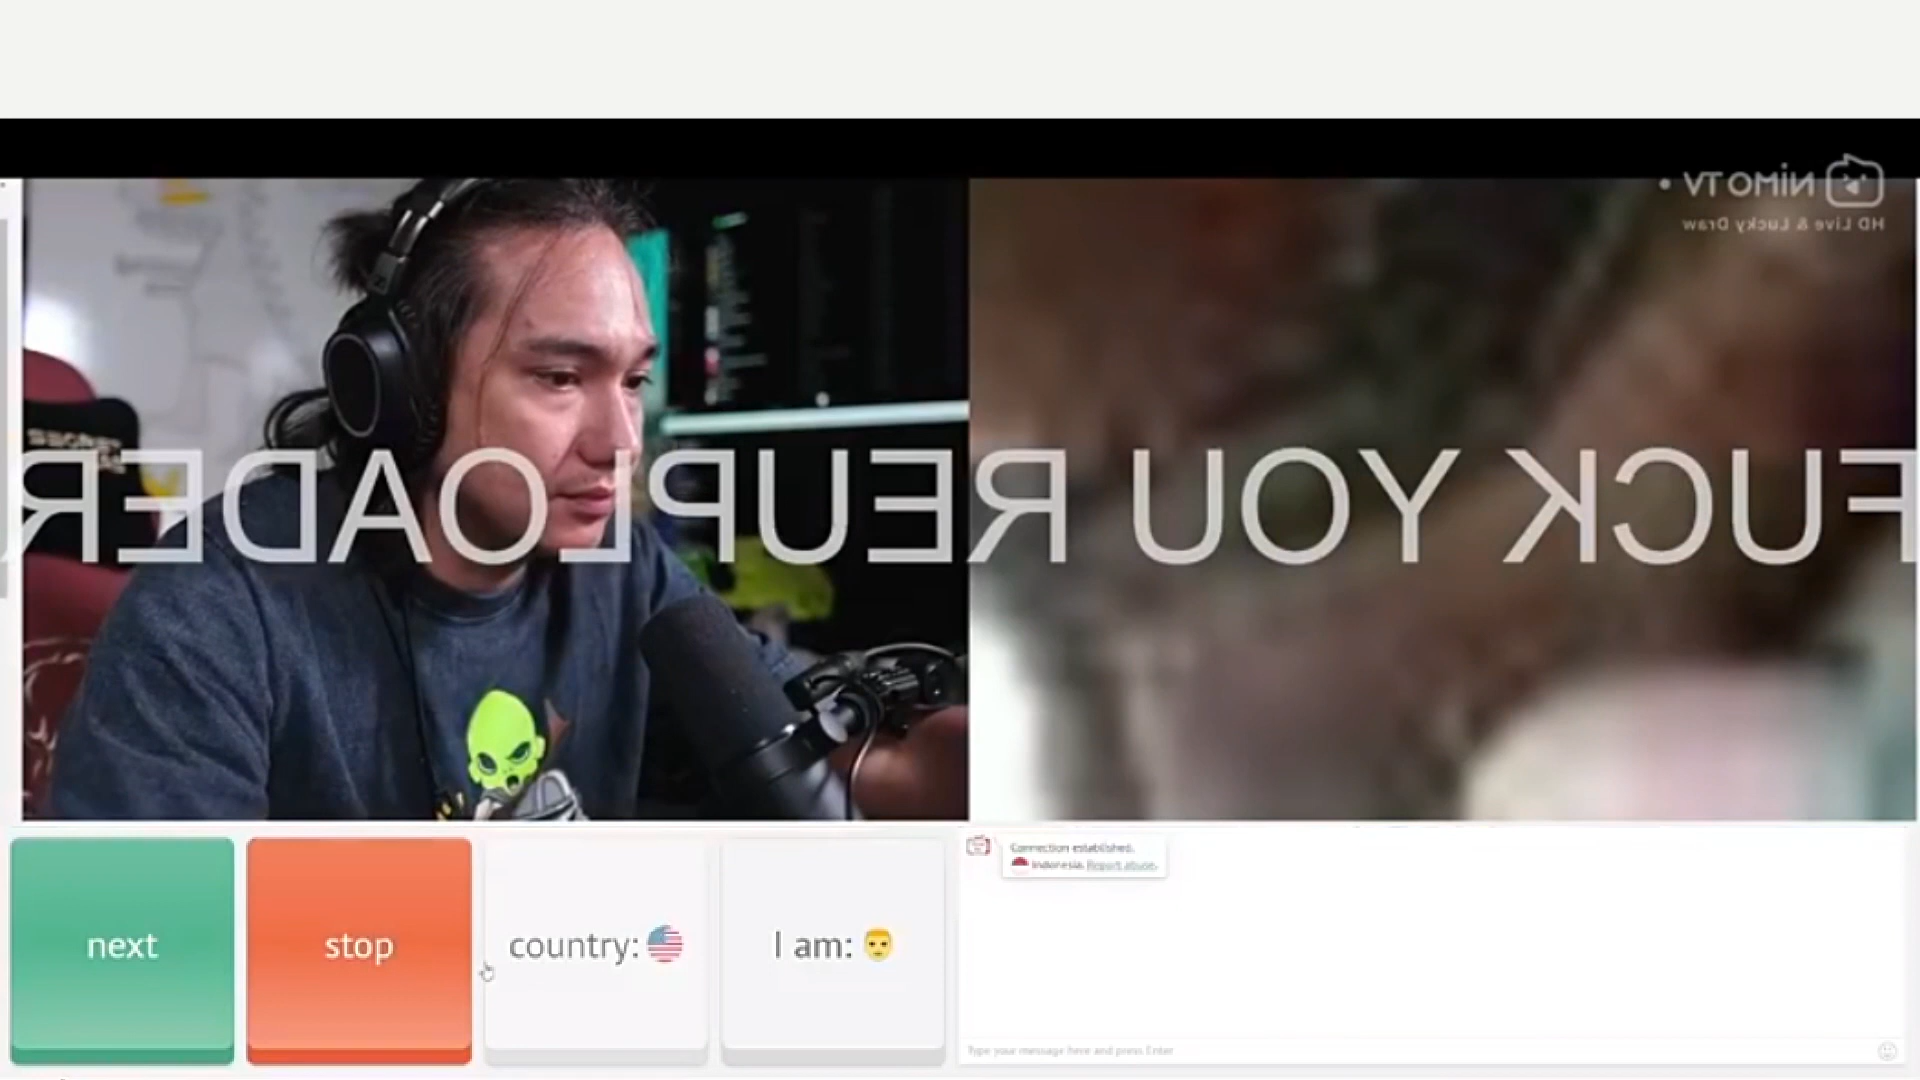 NIMO TV
HD Live & Lucky Draw
FUCK YOU REUPLOADER
Connection established.
Indonesia. Report abuse.
next
stop
country:
I am:
Type your message here and press Enter